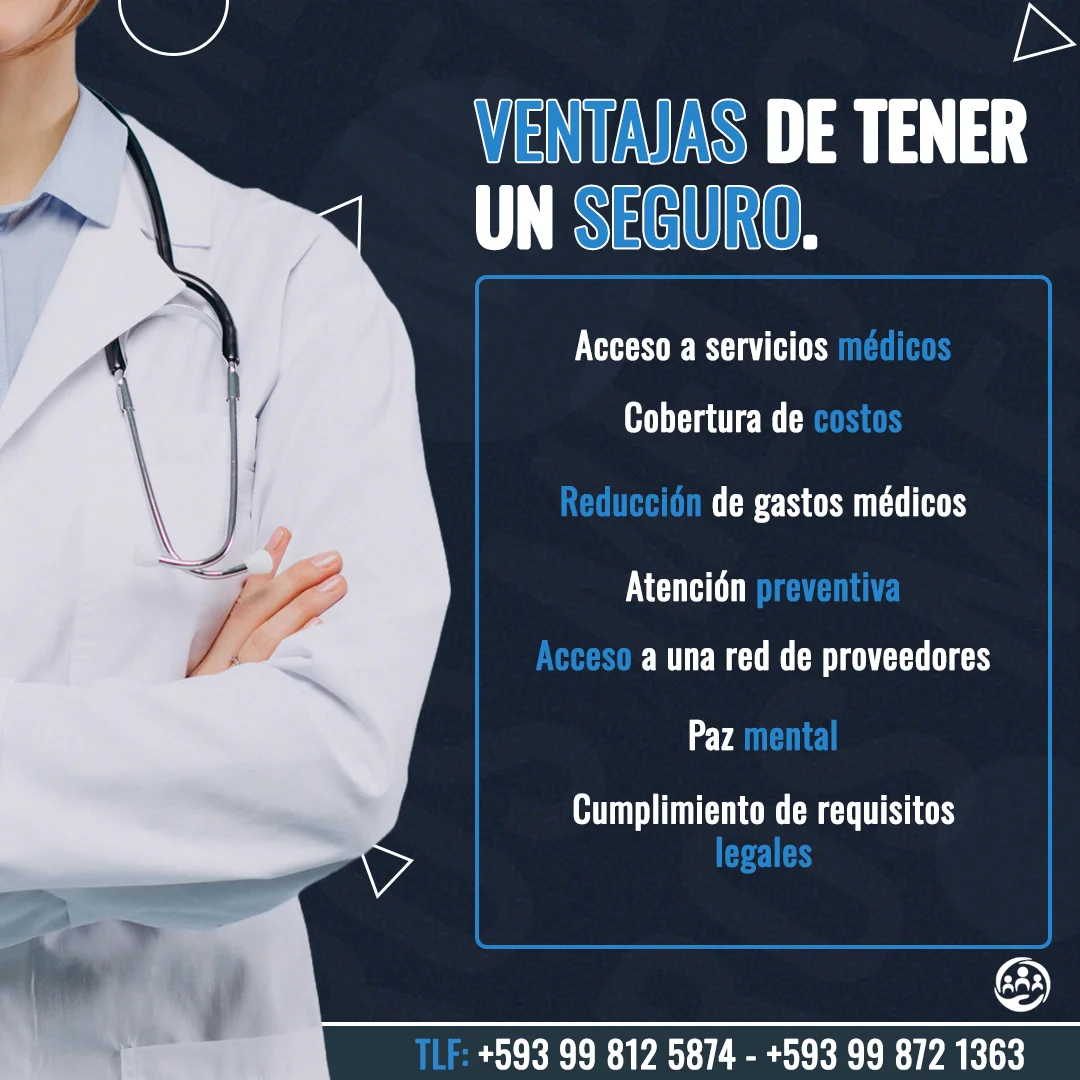 VENTAJAS DE TENER
UN SEGURO.
Acceso a servicios médicos
Cobertura de costos
Reducción de gastos médicos
Atención preventiva
Acceso a una red de proveedores
Paz mental
Cumplimiento de requisitos
legales
TLF: +593 99 812 5874 - +593 99 872 1363